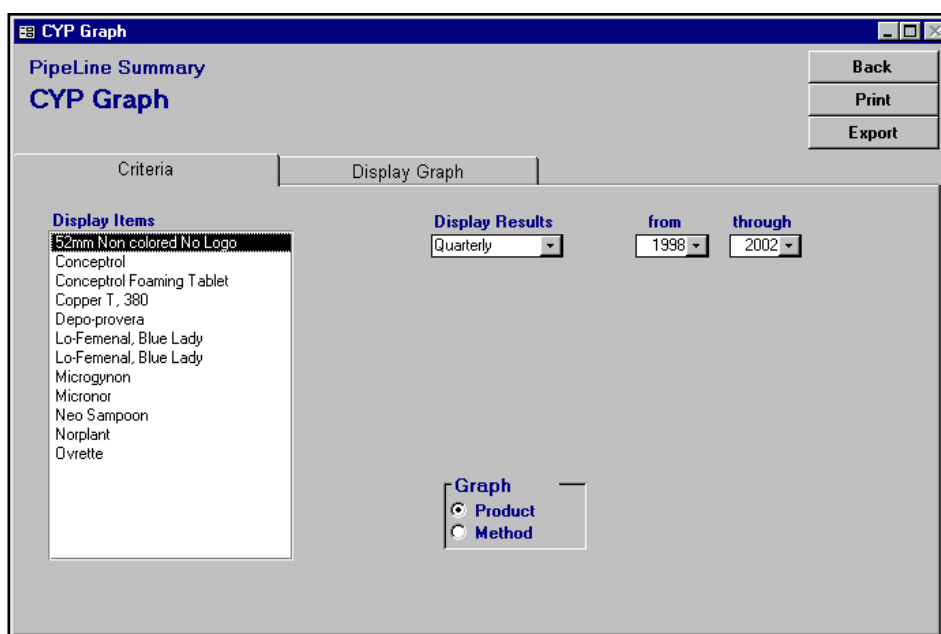 CYP Graph
PipeLine Summary
CYP Graph
Back
Print
Export
Criteria
Display Graph
Display Items
52mm Non colored No Logo
Conceptrol
Conceptrol Foaming Tablet
Copper T, 380
Depo-provera
Lo-Femenal, Blue Lady
Lo-Femenal, Blue Lady
Microgynon
Micronor
Neo Sampoon
Norplant
Ovrette
Display Results
Quarterly
from
1998
through
2002
Graph
Product
Method